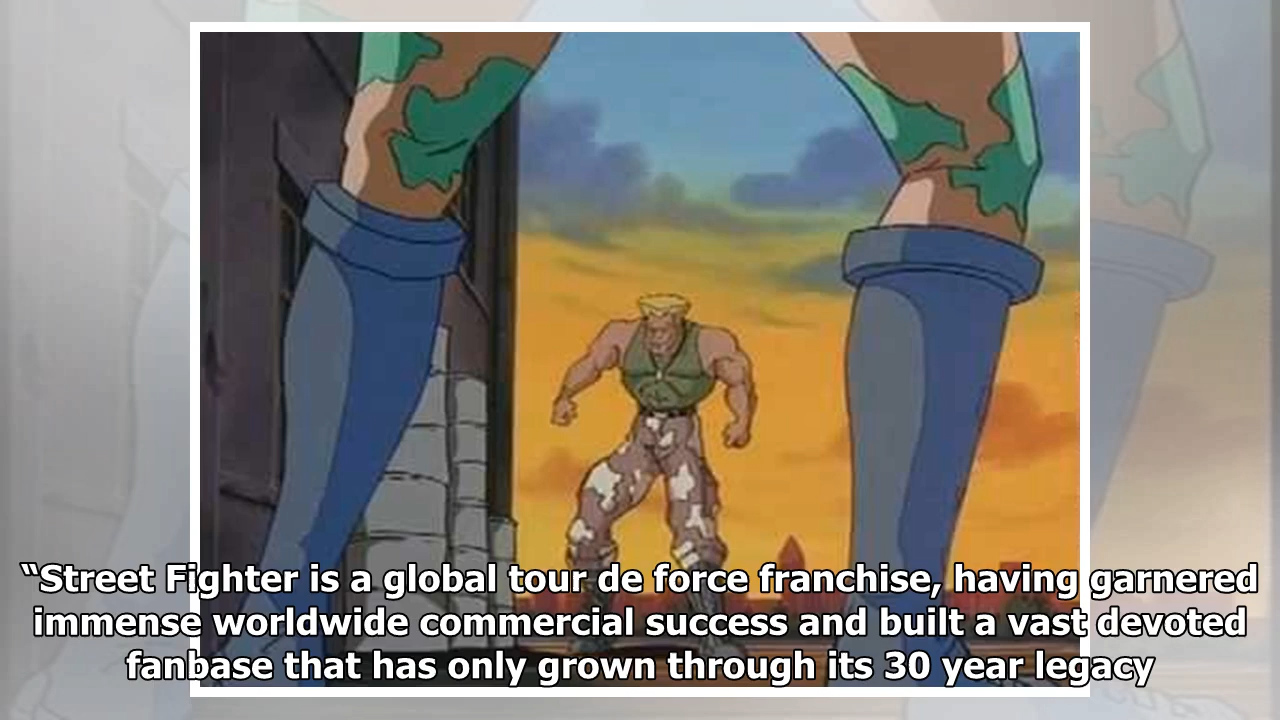 “Street Fighter is a global tour de force franchise, having garnered
immense worldwide commercial success and built a vast devoted
fanbase that has only grown through its 30 year legacy